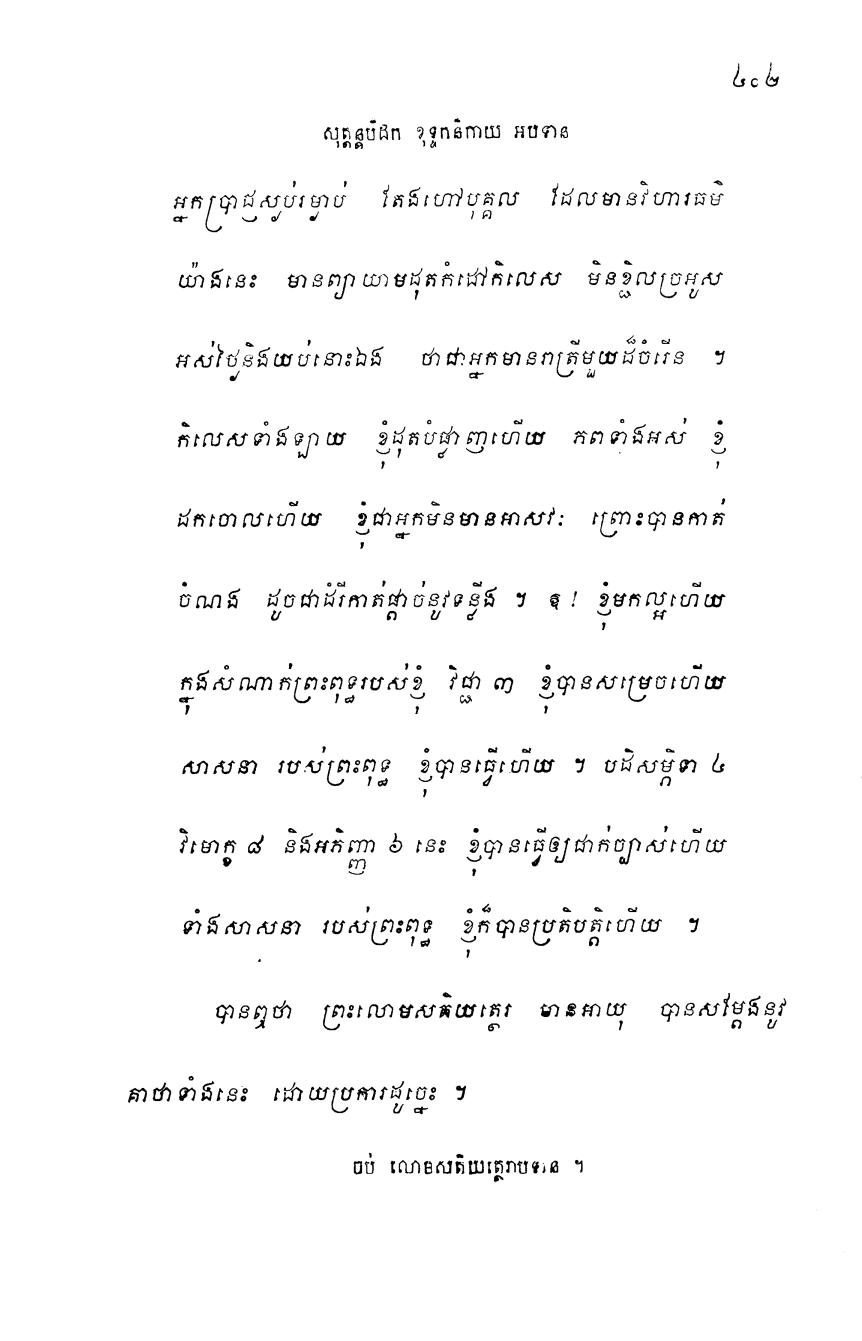 ៤០២
សុត្តន្តបិដក ខុទ្ទកនិកាយ អបទាន
អ្នកប្រាជ្ញស្ងប់រម្ងាប់ តែងហៅបុគ្គល ដែលមានវិហារធម៌
យ៉ាងនេះ មានព្យាយាមដុតកំដៅកិលេស មិនខ្ជិលច្រអូស
អស់ថ្ងៃនិងយប់នោះឯង ថាជាអ្នកមានរាត្រីមួយដ៏ចំរើន ។
កិលេសទាំងឡាយ ខ្ញុំដុតបំផ្លាញហើយ ភពទាំងអស់ ខ្ញុំ
ដកចោលហើយ ខ្ញុំជាអ្នកមិនមានអាសវៈ ព្រោះបានកាត់
ចំណង ដូចជាដំរីកាត់ផ្តាច់នូវទន្លីង ។ ឱ ! ខ្ញុំមកល្អហើយ
ក្នុងសំណាក់ព្រះពុទ្ធរបស់ខ្ញុំ វិជ្ជា ៣ ខ្ញុំបានសម្រេចហើយ
សាសនា របស់ព្រះពុទ្ធ ខ្ញុំបានធ្វើហើយ ។ បដិសម្ភិទា ៤
វិមោក្ខ ៨ និងអភិញ្ញា ៦ នេះ ខ្ញុំបានធ្វើឲ្យជាក់ច្បាស់ហើយ
ទាំងសាសនា របស់ព្រះពុទ្ធ ខ្ញុំក៏បានប្រតិបត្តិហើយ ។
បានឮថា ព្រះលោមសតិយត្ថេរ មានអាយុ បានសម្តែងនូវ
គាថាទាំងនេះ ដោយប្រការដូច្នេះ ។
ចប់ លោមសតិយត្ថេរាបទាន ។